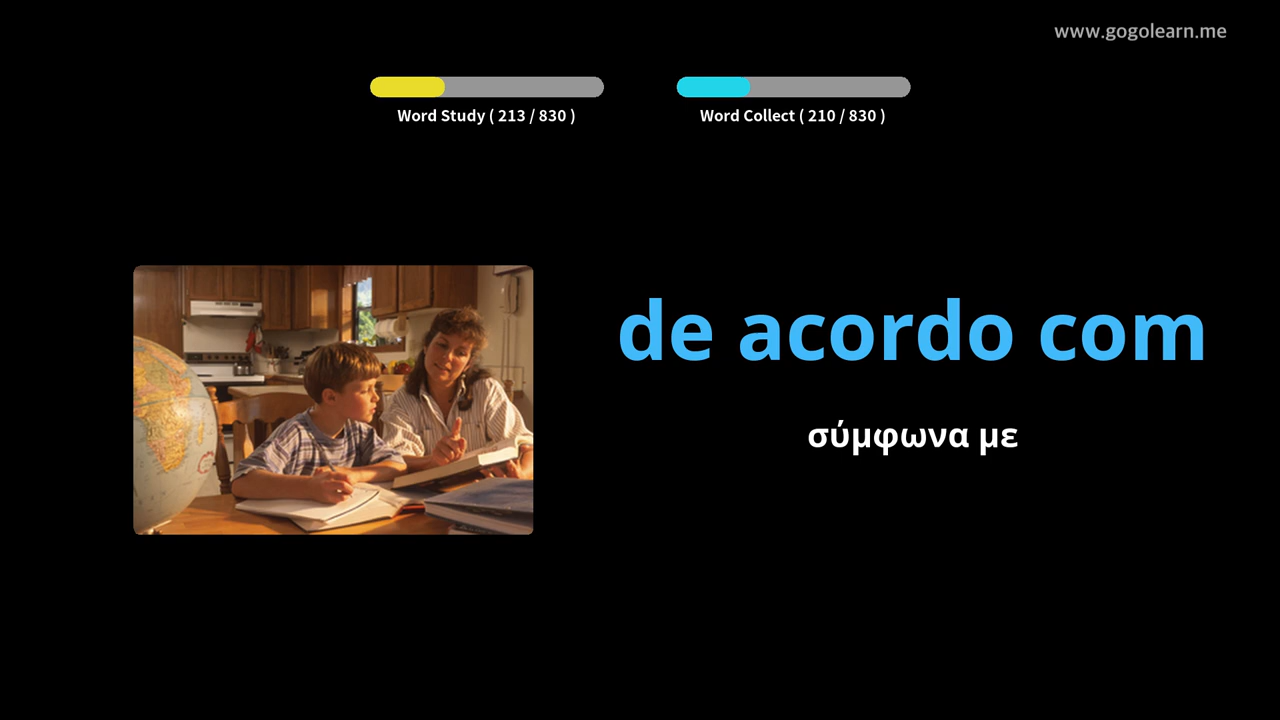 www.gogolearn.me
Word Study ( 213 / 830 )
Word Collect ( 210 / 830 )
de acordo com
σύμφωνα με